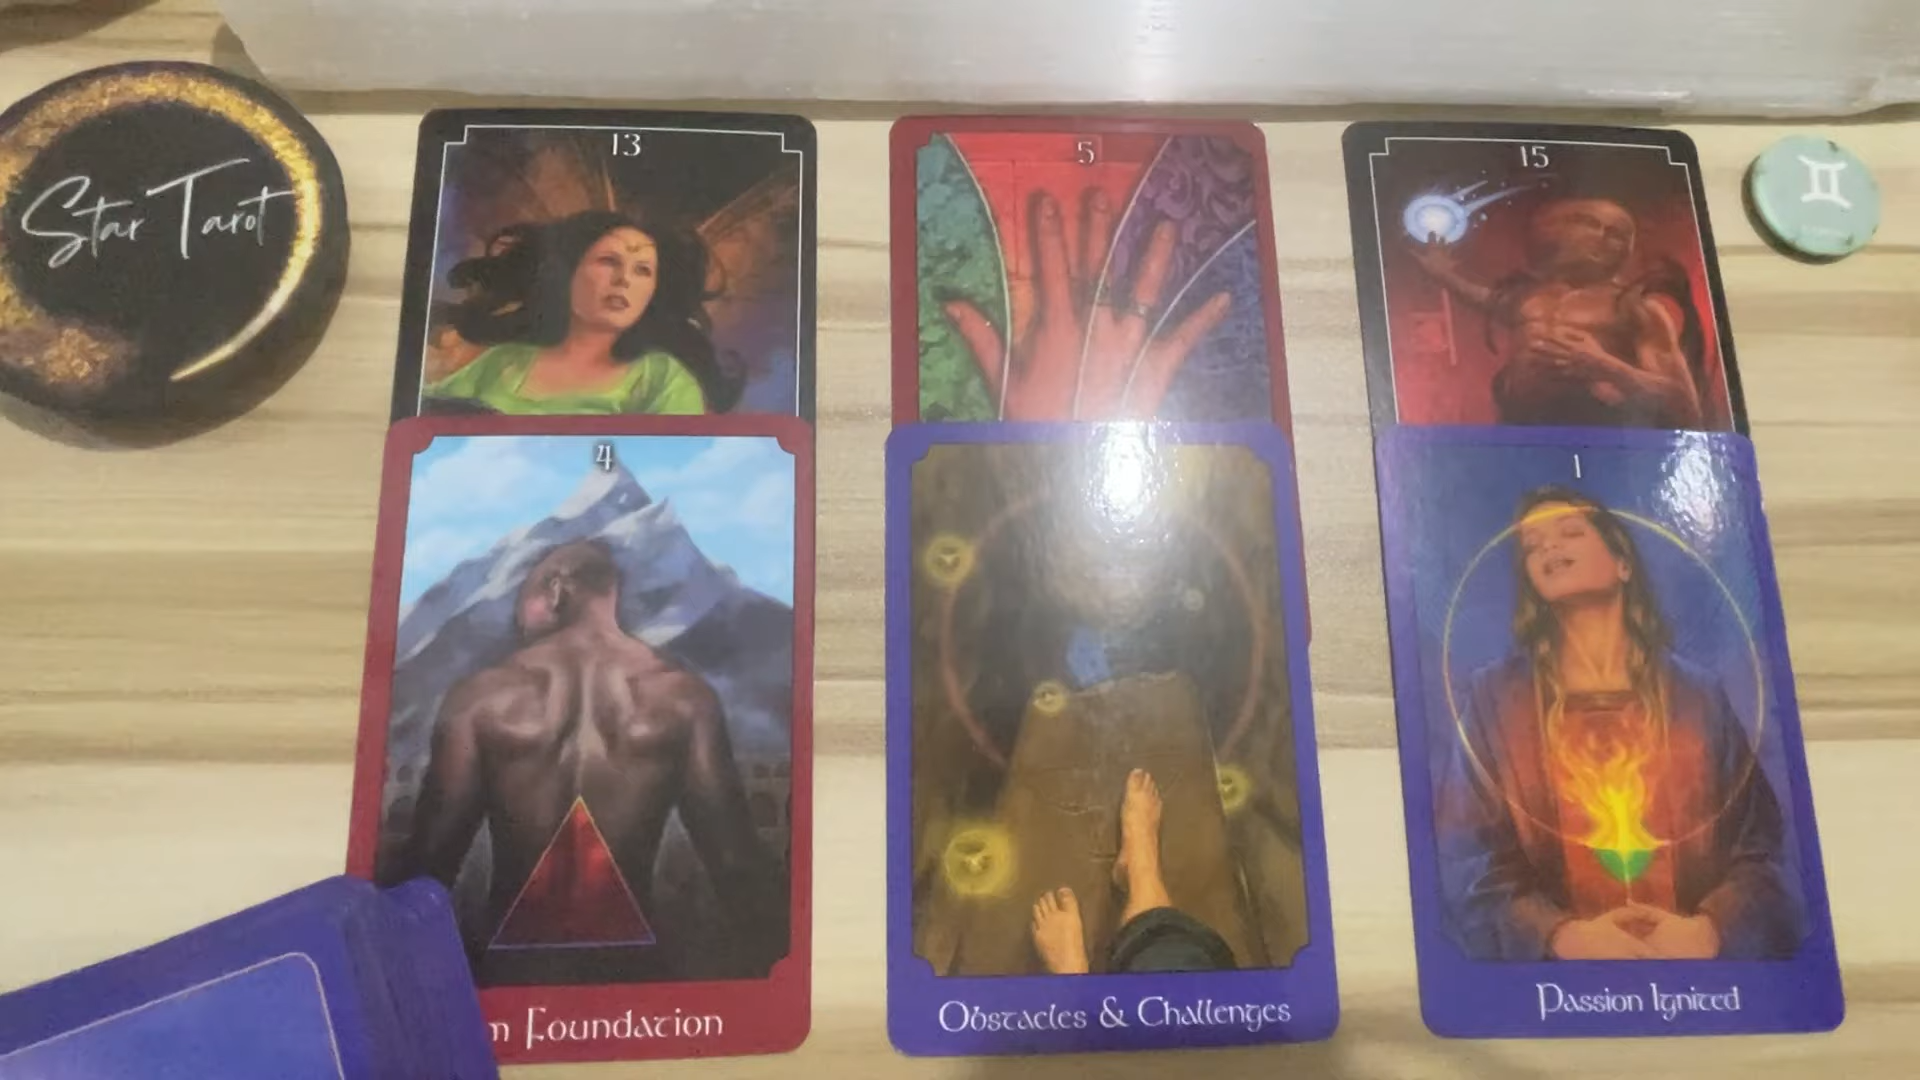 Star Tarot
13
5
15
4
1
m Foundation
Obstacles & Challenges
Passion Ignited